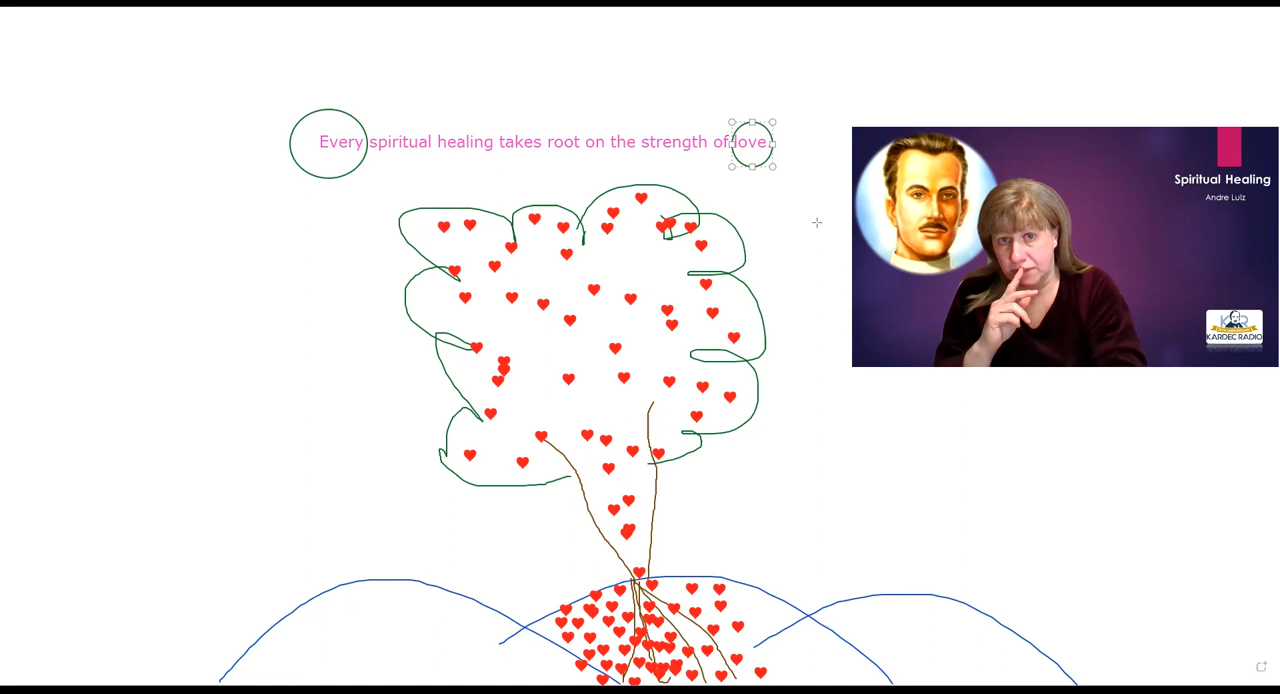 Every spiritual healing takes root on the strength of love.
Spiritual Healing
Andre Luiz
KARDEC RADIO